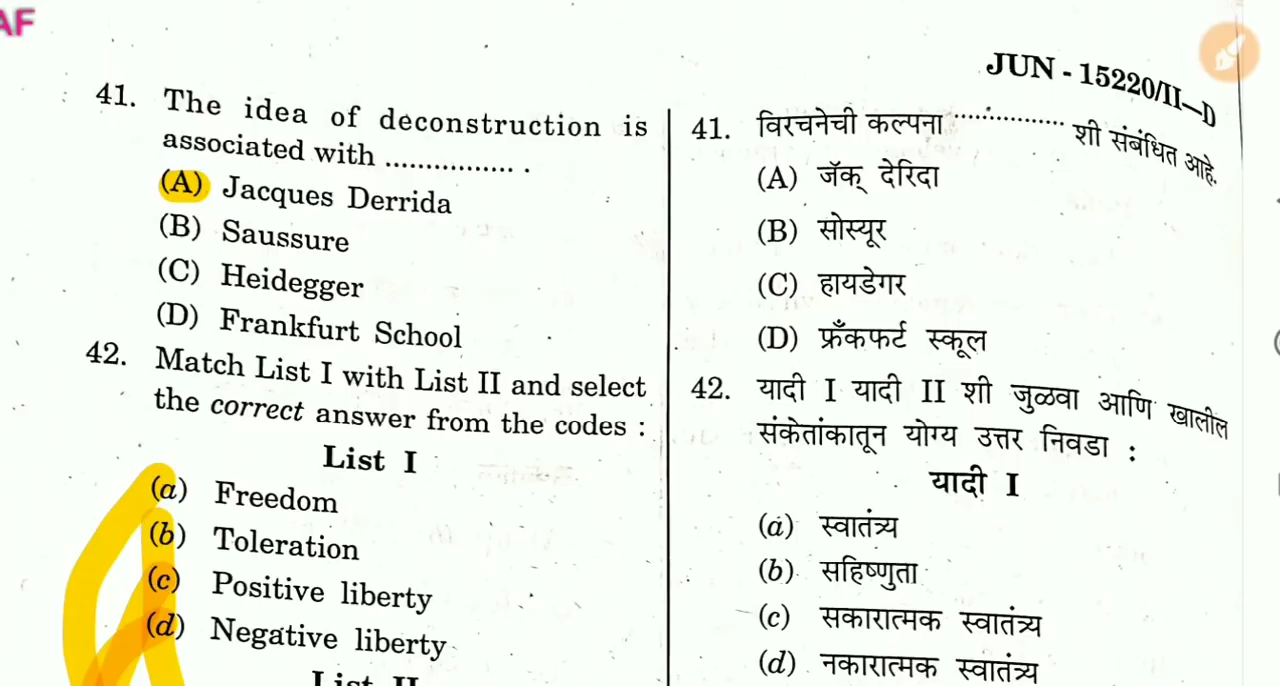 AF
JUN - 15220/II—D
41. The idea of deconstruction is
associated with ................ .
(A) Jacques Derrida
(B) Saussure
(C) Heidegger
(D) Frankfurt School
42. Match List I with List II and select
the correct answer from the codes :
List I
(a) Freedom
(b) Toleration
(c) Positive liberty
(d) Negative liberty
List II
41. विरचनेची कल्पना ................ शी संबंधित आहे.
(A) जॅक् देरिदा
(B) सोस्यूर
(C) हायडेगर
(D) फ्रँकफर्ट स्कूल
42. यादी I यादी II शी जुळवा आणि खालील
संकेतांकातून योग्य उत्तर निवडा :
यादी I
(a) स्वातंत्र्य
(b) सहिष्णुता
(c) सकारात्मक स्वातंत्र्य
(d) नकारात्मक स्वातंत्र्य